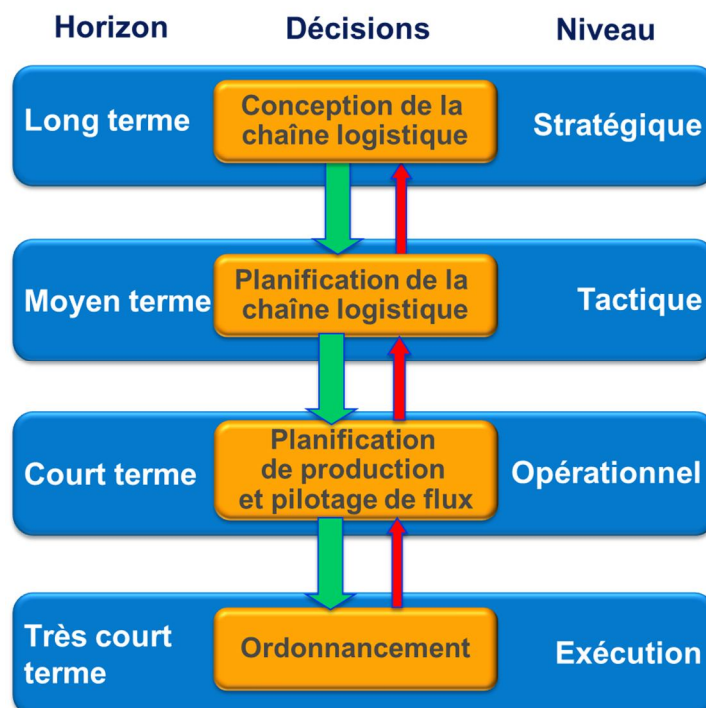 Horizon Décisions Niveau
Long terme
Conception de la
chaîne logistique
Stratégique
Moyen terme
Planification de la
chaîne logistique
Tactique
Court terme
Planification
de production
et pilotage de flux
Opérationnel
Très court
terme
Ordonnancement
Exécution